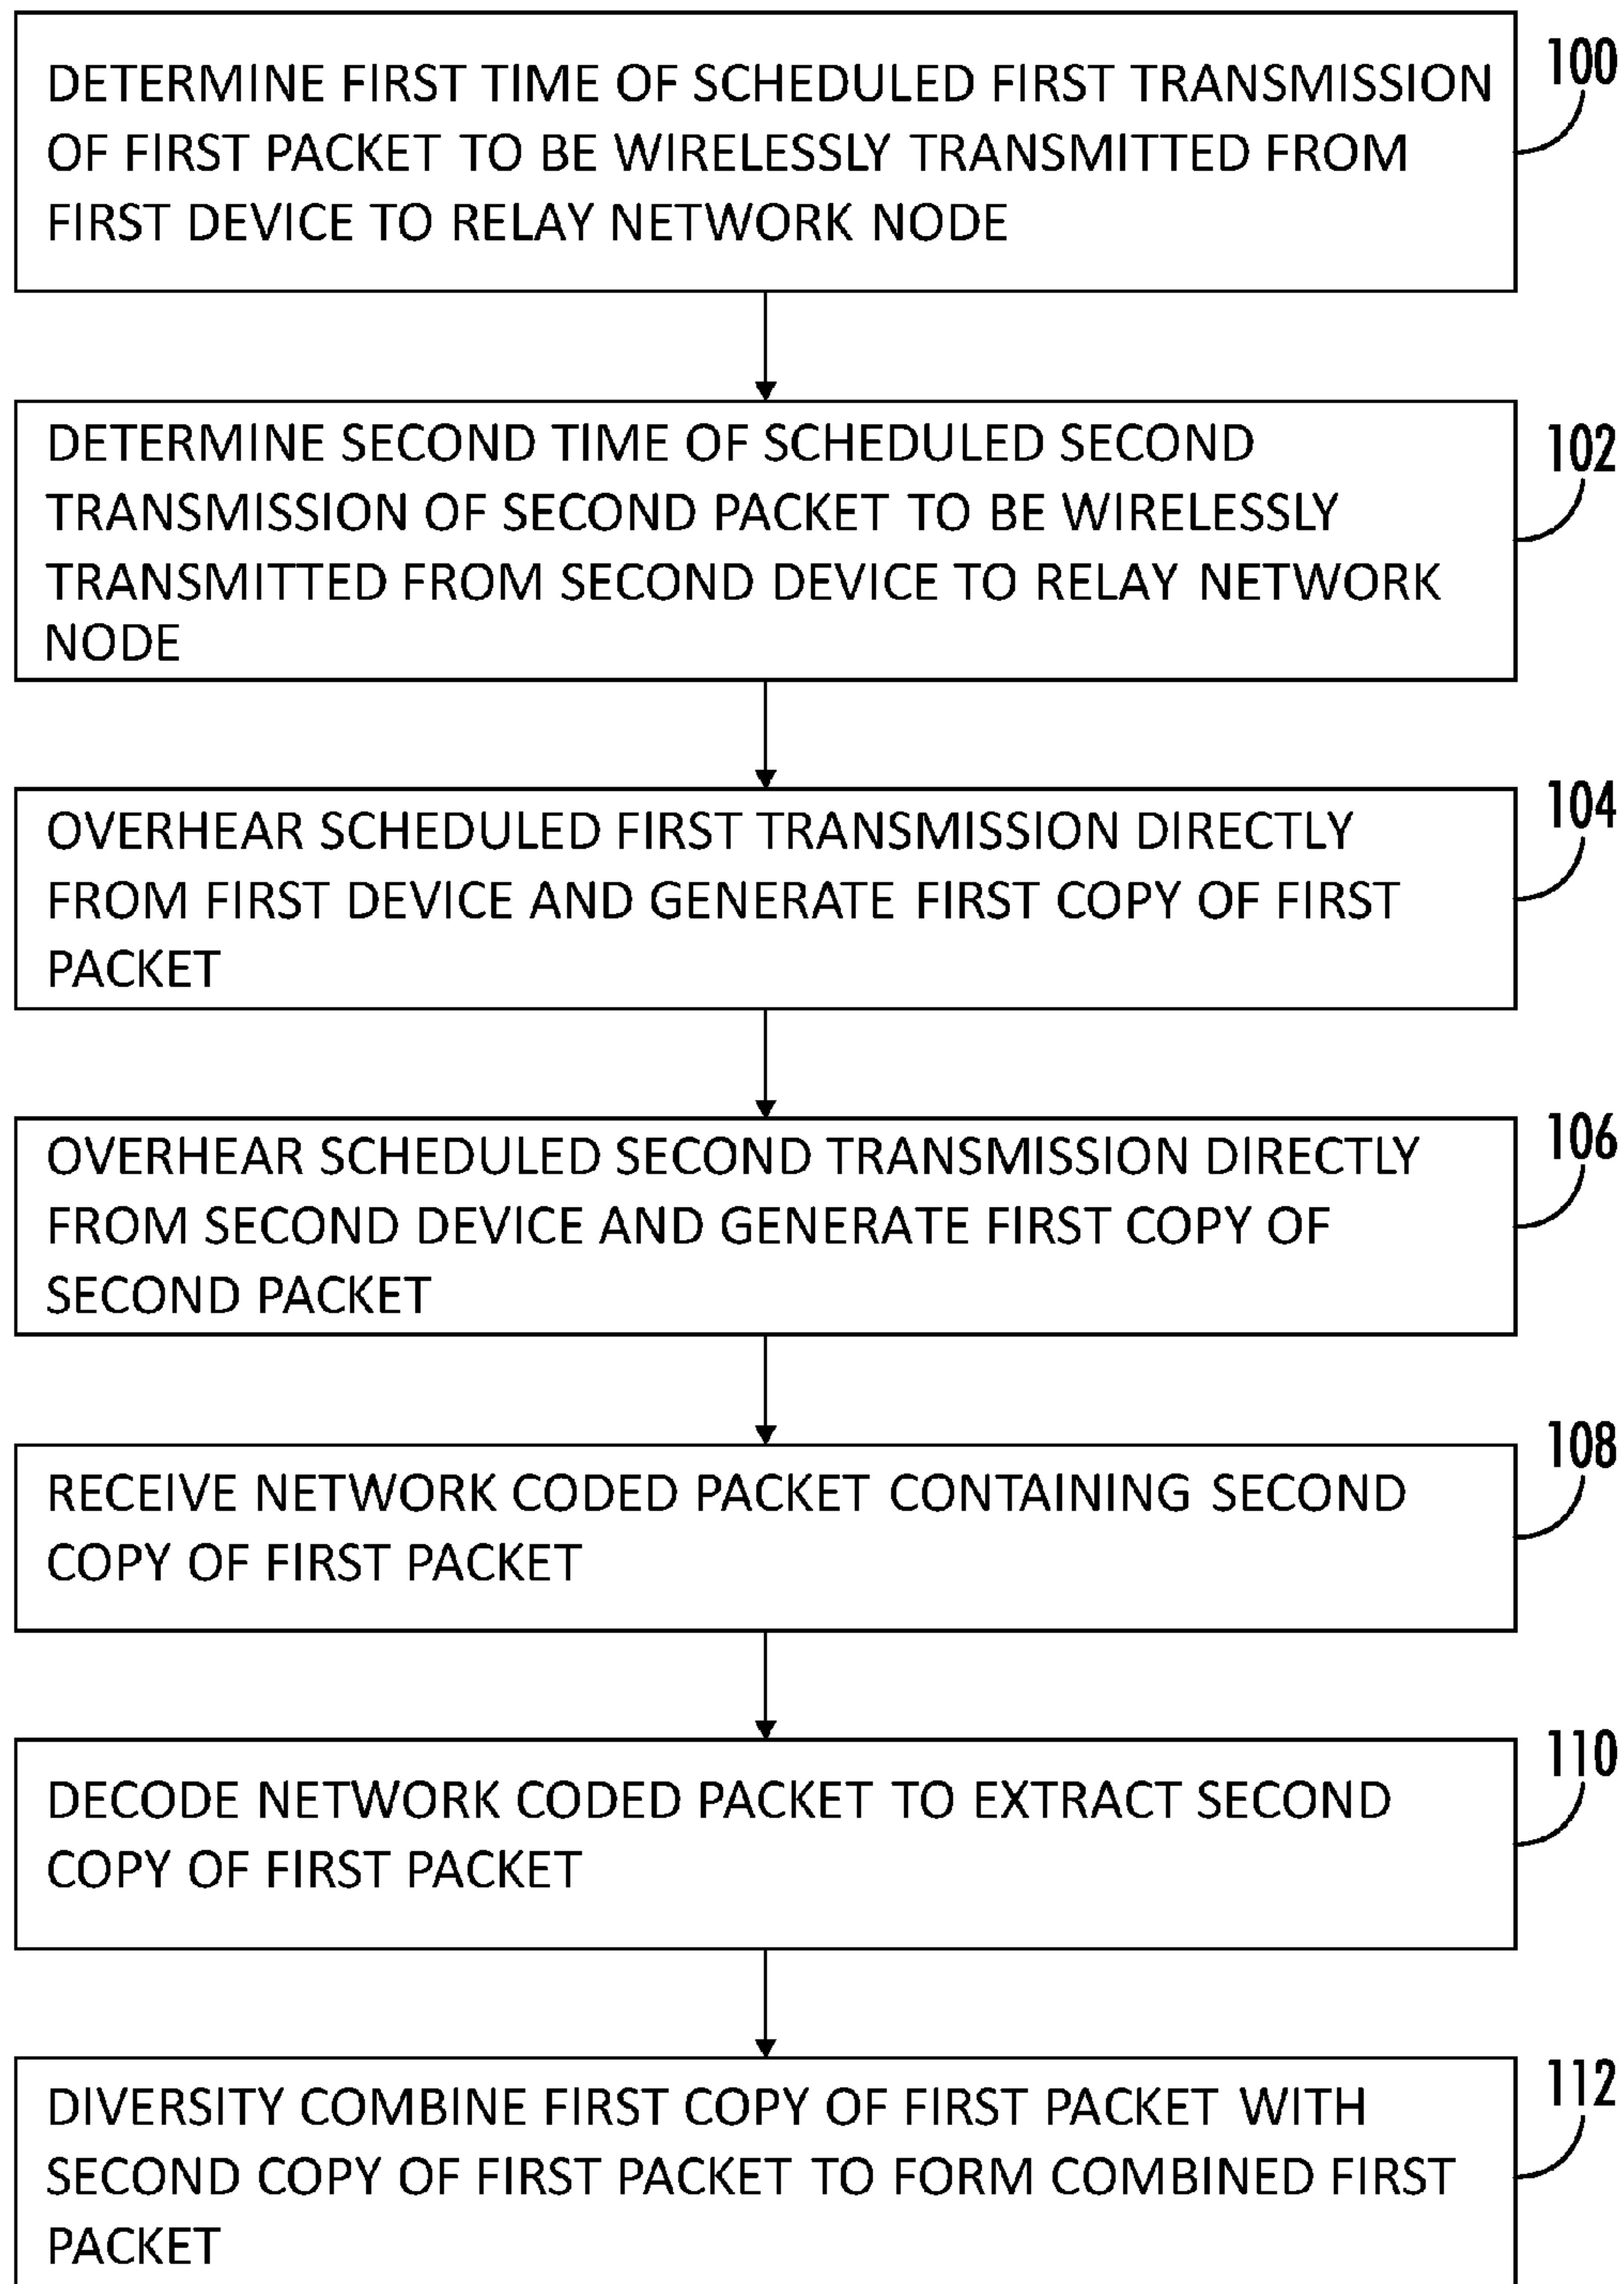 DETERMINE FIRST TIME OF SCHEDULED FIRST TRANSMISSION
OF FIRST PACKET TO BE WIRELESSLY TRANSMITTED FROM
FIRST DEVICE TO RELAY NETWORK NODE
100
DETERMINE SECOND TIME OF SCHEDULED SECOND
TRANSMISSION OF SECOND PACKET TO BE WIRELESSLY
TRANSMITTED FROM SECOND DEVICE TO RELAY NETWORK
NODE
102
OVERHEAR SCHEDULED FIRST TRANSMISSION DIRECTLY
FROM FIRST DEVICE AND GENERATE FIRST COPY OF FIRST
PACKET
104
OVERHEAR SCHEDULED SECOND TRANSMISSION DIRECTLY
FROM SECOND DEVICE AND GENERATE FIRST COPY OF
SECOND PACKET
106
RECEIVE NETWORK CODED PACKET CONTAINING SECOND
COPY OF FIRST PACKET
108
DECODE NETWORK CODED PACKET TO EXTRACT SECOND
COPY OF FIRST PACKET
110
DIVERSITY COMBINE FIRST COPY OF FIRST PACKET WITH
SECOND COPY OF FIRST PACKET TO FORM COMBINED FIRST
PACKET
112